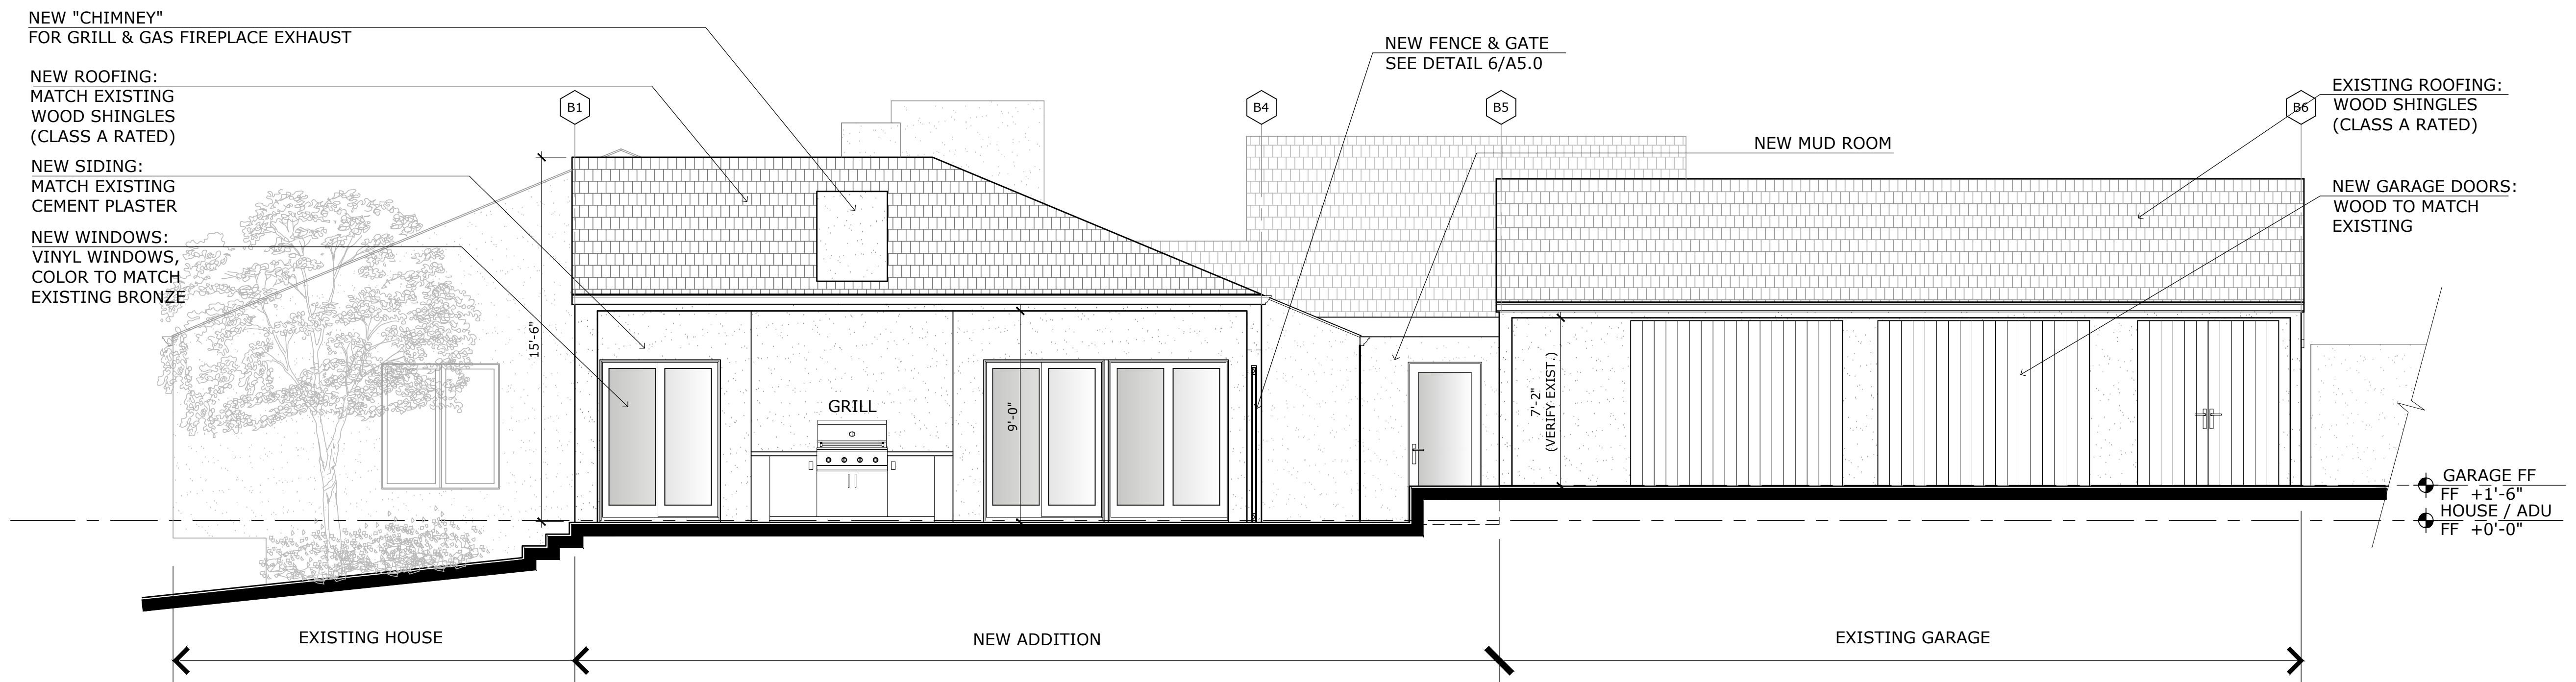 NEW "CHIMNEY"
FOR GRILL & GAS FIREPLACE EXHAUST
NEW ROOFING:
MATCH EXISTING
WOOD SHINGLES
(CLASS A RATED)
NEW SIDING:
MATCH EXISTING
CEMENT PLASTER
NEW WINDOWS:
VINYL WINDOWS,
COLOR TO MATCH
EXISTING BRONZE
B1
B4
B5
B6
NEW FENCE & GATE
SEE DETAIL 6/A5.0
NEW MUD ROOM
EXISTING ROOFING:
WOOD SHINGLES
(CLASS A RATED)
NEW GARAGE DOORS:
WOOD TO MATCH
EXISTING
15'-6"
GRILL
9'-0"
7'-2"
(VERIFY EXIST.)
GARAGE FF
FF +1'-6"
HOUSE / ADU
FF +0'-0"
EXISTING HOUSE
NEW ADDITION
EXISTING GARAGE